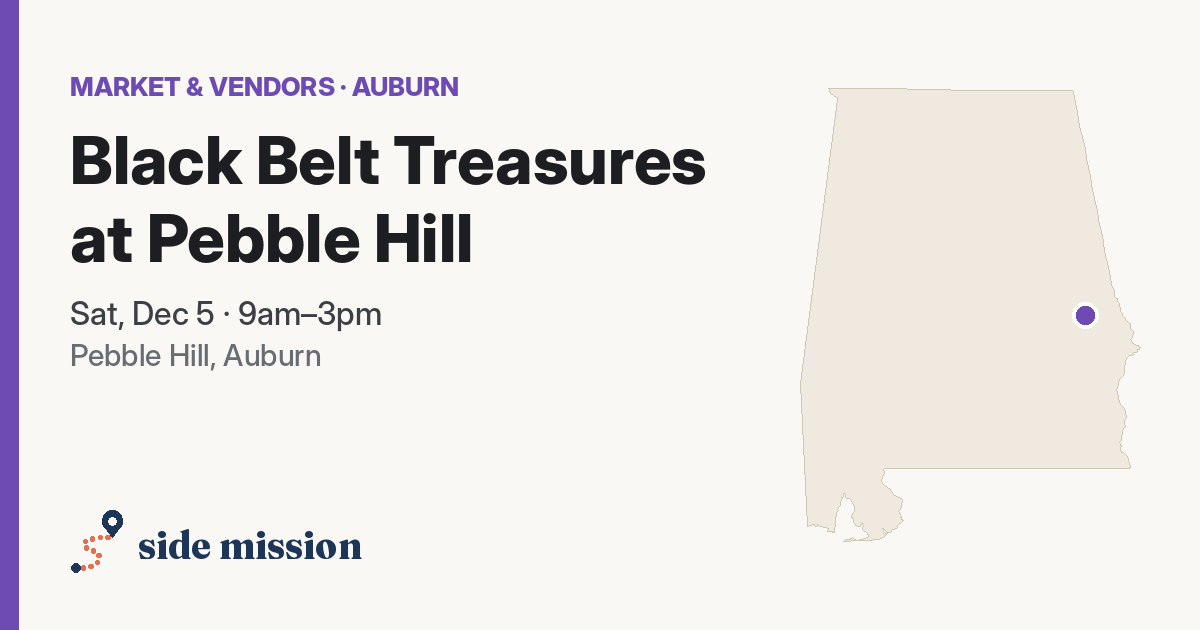 MARKET & VENDORS · AUBURN
Black Belt Treasures
at Pebble Hill
Sat, Dec 5 · 9am–3pm
Pebble Hill, Auburn
side mission